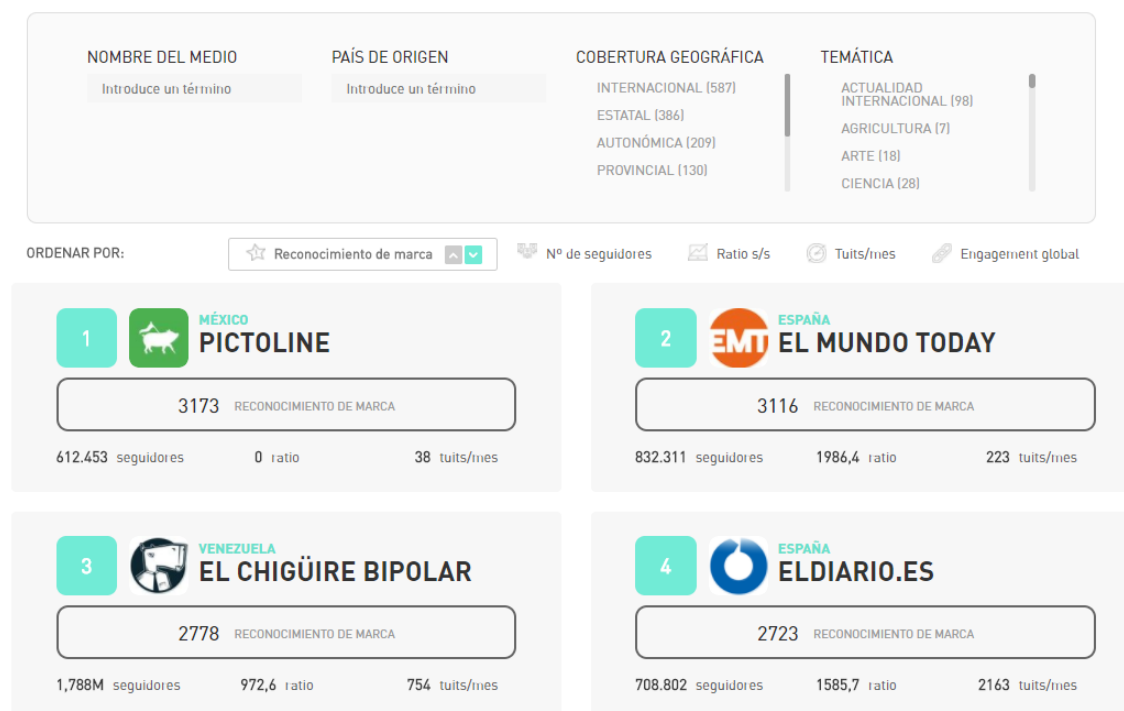 NOMBRE DEL MEDIO
Introduce un término
PAÍS DE ORIGEN
Introduce un término
COBERTURA GEOGRÁFICA
INTERNACIONAL (587)
ESTATAL (386)
AUTONÓMICA (209)
PROVINCIAL (130)
TEMÁTICA
ACTUALIDAD
INTERNACIONAL (98)
AGRICULTURA (7)
ARTE (18)
CIENCIA (28)
ORDENAR POR:
Reconocimiento de marca
Nº de seguidores
Ratio s/s
Tuits/mes
Engagement global
1
MÉXICO
PICTOLINE
3173 RECONOCIMIENTO DE MARCA
612.453 seguidores
0 ratio
38 tuits/mes
2
EMT
ESPAÑA
EL MUNDO TODAY
3116 RECONOCIMIENTO DE MARCA
832.311 seguidores
1986,4 ratio
223 tuits/mes
3
VENEZUELA
EL CHIGÜIRE BIPOLAR
2778 RECONOCIMIENTO DE MARCA
1,788M seguidores
972,6 ratio
754 tuits/mes
4
ESPAÑA
ELDIARIO.ES
2723 RECONOCIMIENTO DE MARCA
708.802 seguidores
1585,7 ratio
2163 tuits/mes